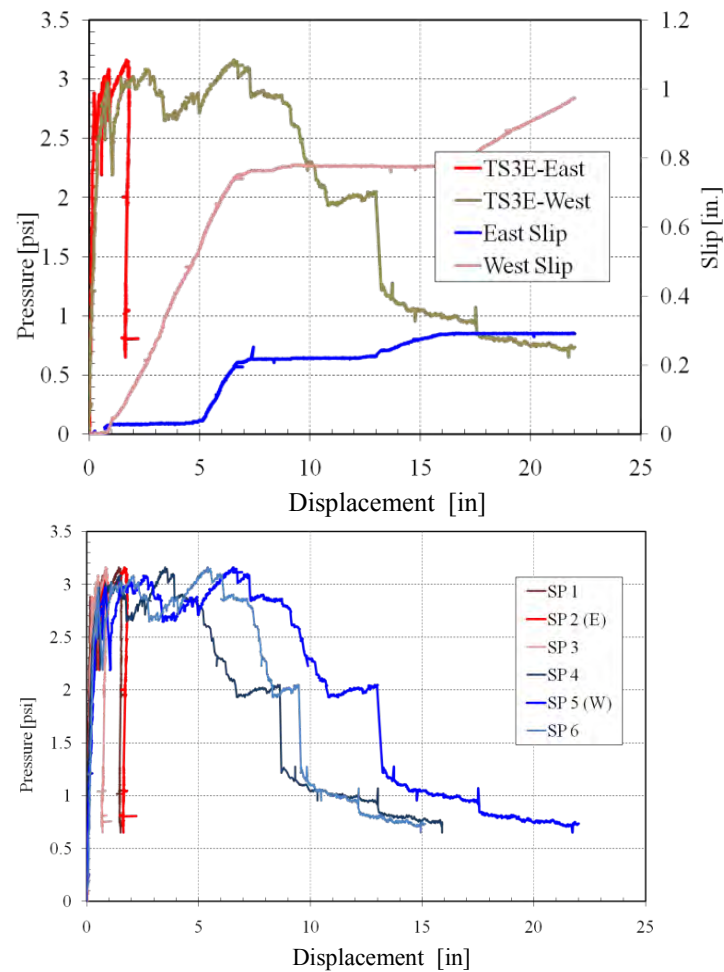 3.5
3
2.5
2
1.5
1
0.5
0
Pressure [psi]
1.2
1
0.8
0.6
0.4
0.2
0
Slip [in.]
TS3E-East
TS3E-West
East Slip
West Slip
0 5 10 15 20 25
Displacement [in]
3.5
3
2.5
2
1.5
1
0.5
0
Pressure [psi]
SP 1
SP 2 (E)
SP 3
SP 4
SP 5 (W)
SP 6
0 5 10 15 20 25
Displacement [in]